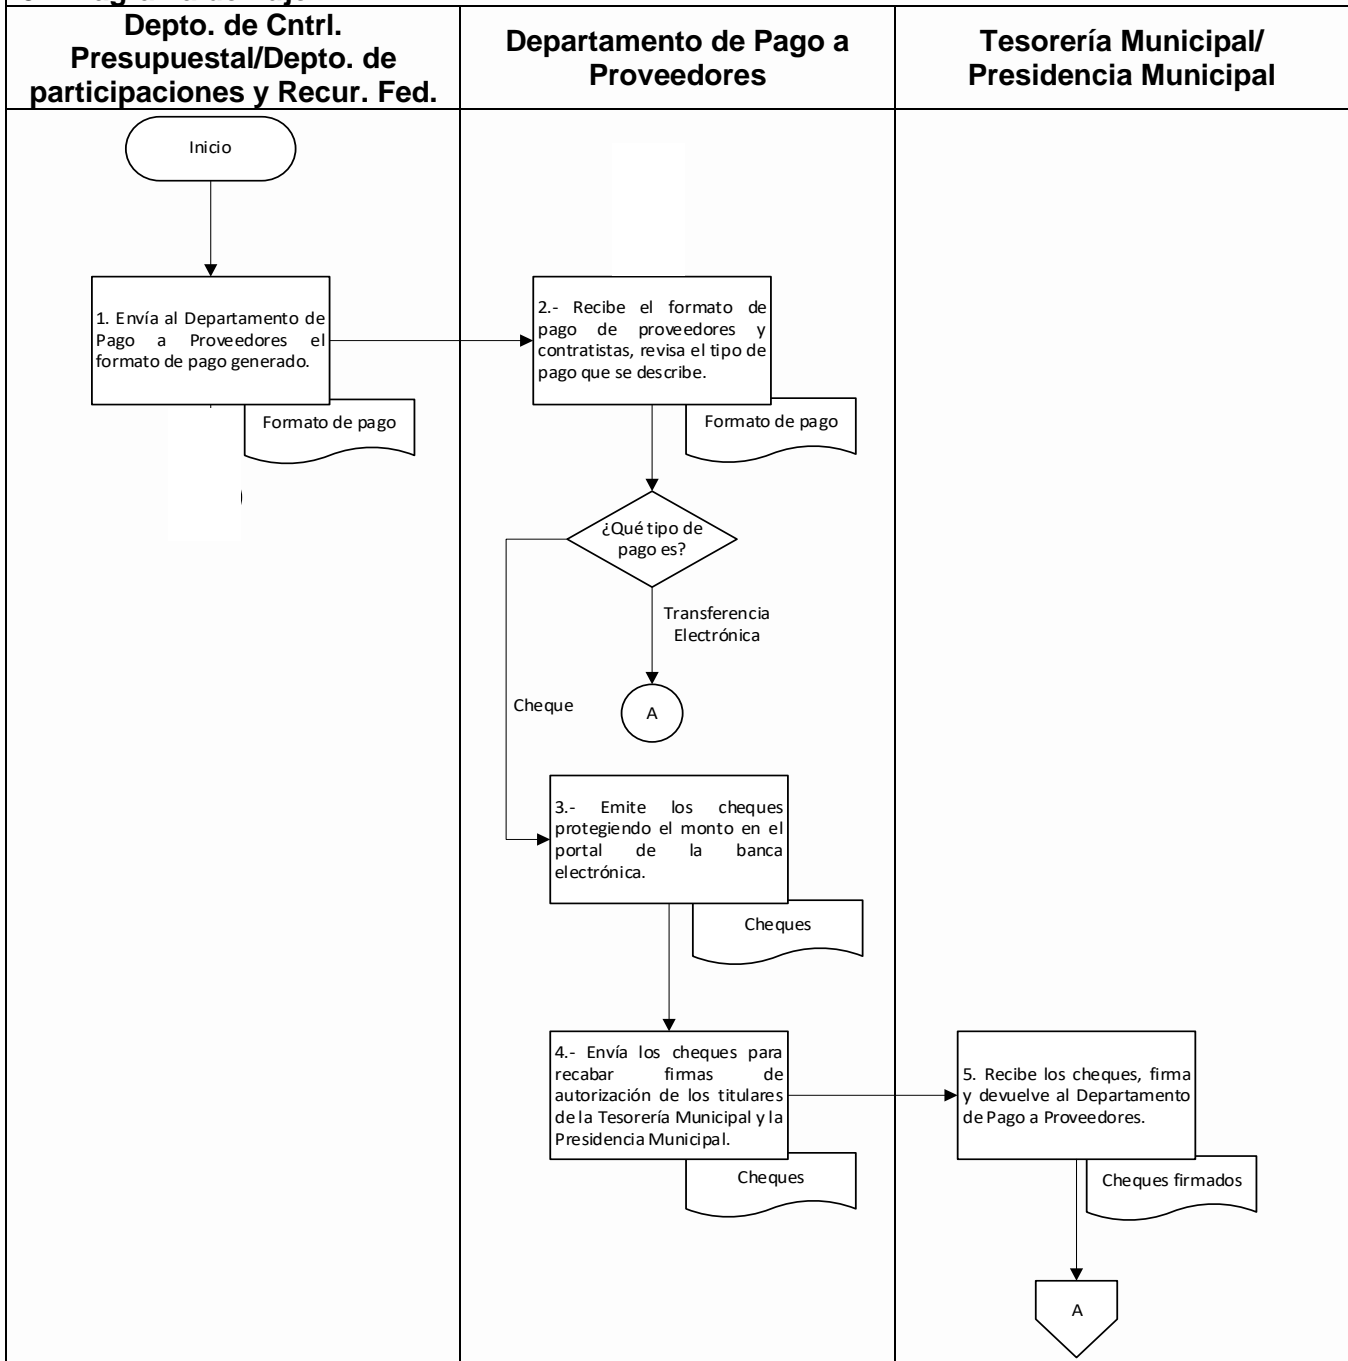 Depto. de Cntrl.
Presupuestal/Depto. de
participaciones y Recur. Fed.
Departamento de Pago a
Proveedores
Tesorería Municipal/
Presidencia Municipal
Inicio
1. Envía al Departamento de
Pago a Proveedores el
formato de pago generado.
Formato de pago
2.- Recibe el formato de
pago de proveedores y
contratistas, revisa el tipo de
pago que se describe.
Formato de pago
¿Qué tipo de
pago es?
Transferencia
Electrónica
A
Cheque
3.- Emite los cheques
protegiendo el monto en el
portal de la banca
electrónica.
Cheques
4.- Envía los cheques para
recabar firmas de
autorización de los titulares
de la Tesorería Municipal y la
Presidencia Municipal.
Cheques
5. Recibe los cheques, firma
y devuelve al Departamento
de Pago a Proveedores.
Cheques firmados
A